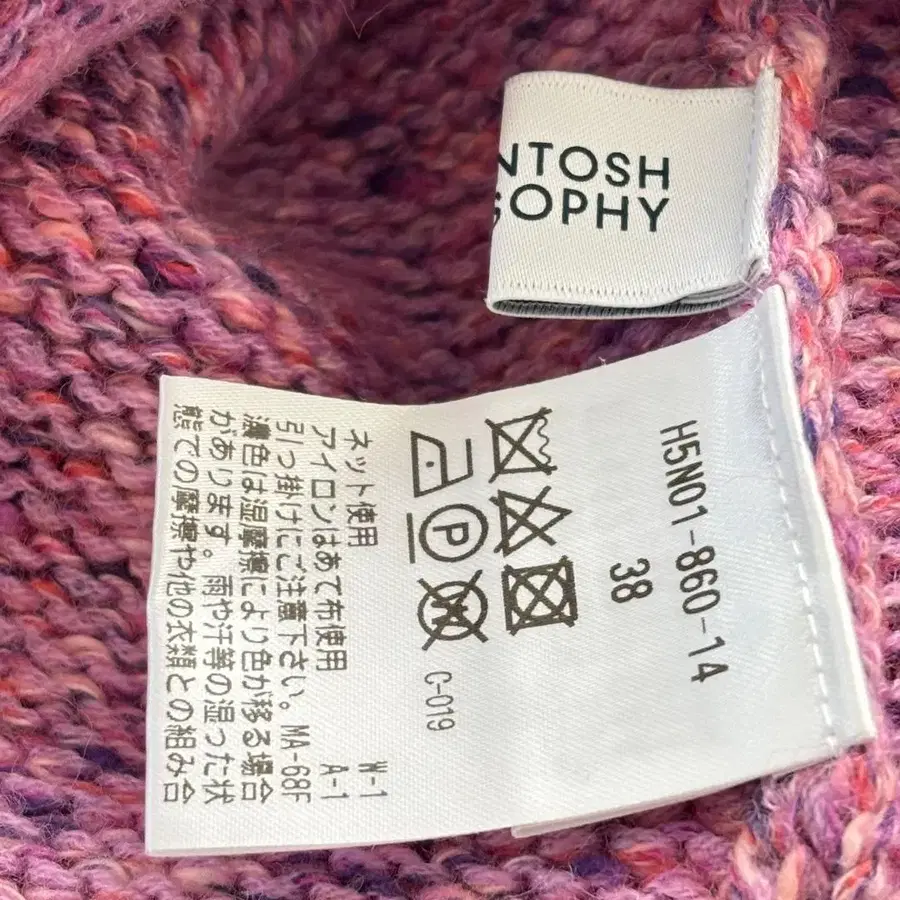 NTOSH
SOPHY
H5N01-860-14
38
P
W
C-019
ネット使用 W-1
アイロンはあて布使用 A-1
引っ掛けにご注意下さい。MA-68F
濃色は湿摩擦により色が移る場合
があります。雨や汗等の湿った状
態での摩擦や他の衣類との組み合